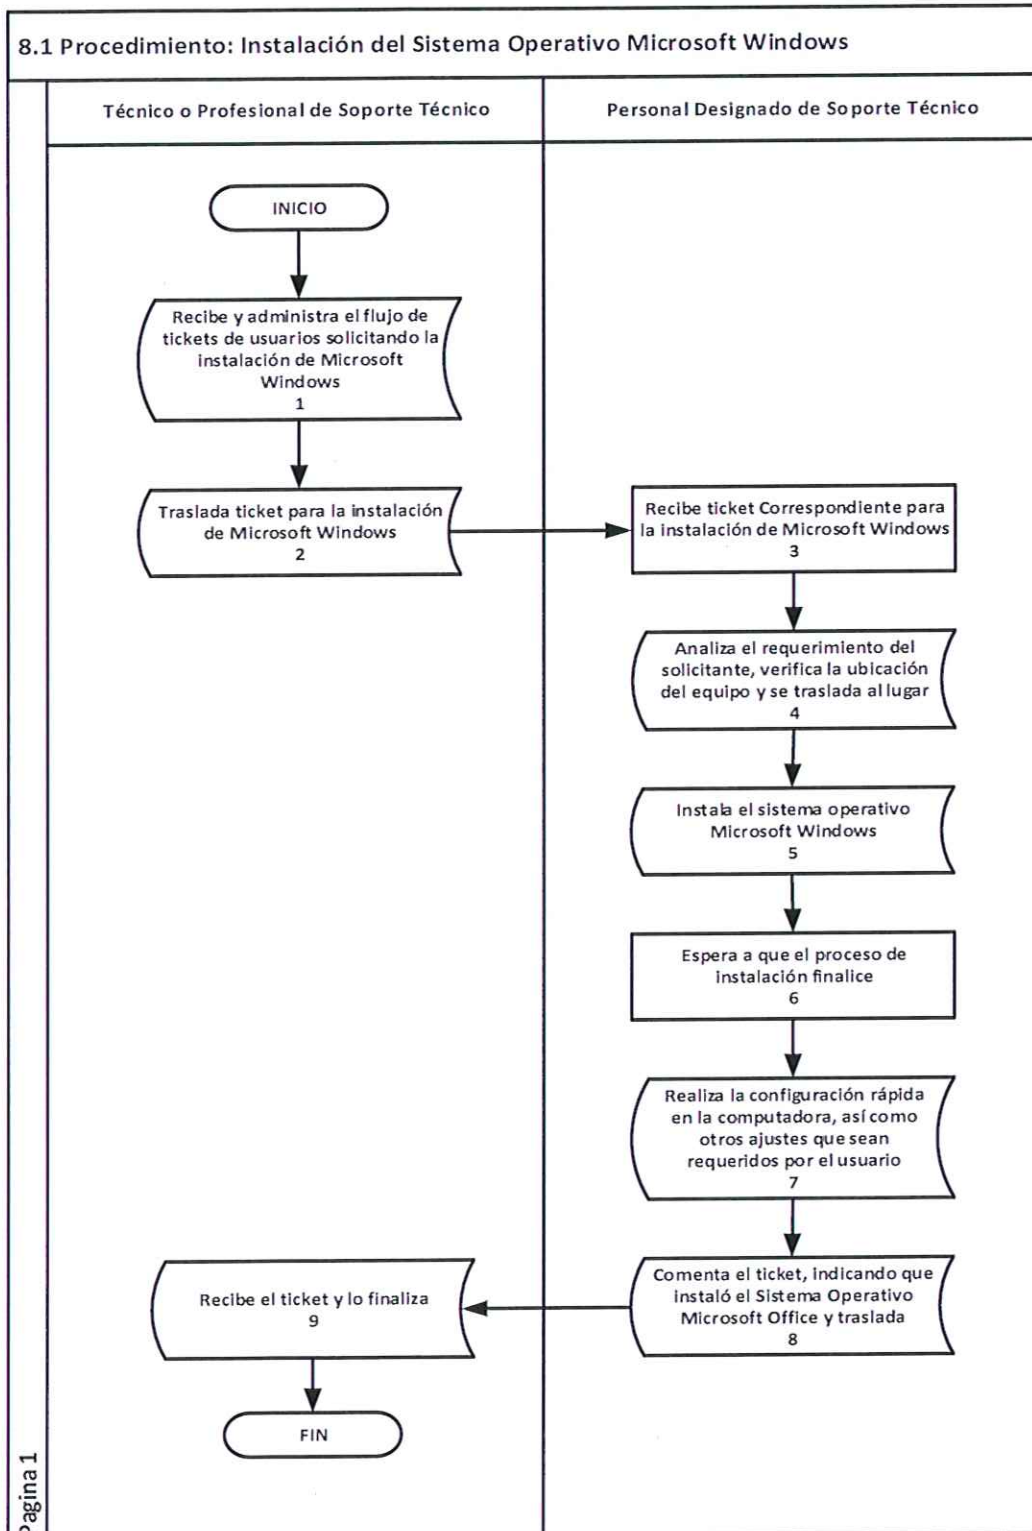 8.1 Procedimiento: Instalación del Sistema Operativo Microsoft Windows
Técnico o Profesional de Soporte Técnico
Personal Designado de Soporte Técnico
INICIO
Recibe y administra el flujo de
tickets de usuarios solicitando la
instalación de Microsoft
Windows
1
Traslada ticket para la instalación
de Microsoft Windows
2
Recibe ticket Correspondiente para
la instalación de Microsoft Windows
3
Analiza el requerimiento del
solicitante, verifica la ubicación
del equipo y se traslada al lugar
4
Instala el sistema operativo
Microsoft Windows
5
Espera a que el proceso de
instalación finalice
6
Realiza la configuración rápida
en la computadora, así como
otros ajustes que sean
requeridos por el usuario
7
Comenta el ticket, indicando que
instaló el Sistema Operativo
Microsoft Office y traslada
8
Recibe el ticket y lo finaliza
9
FIN
Pagina 1